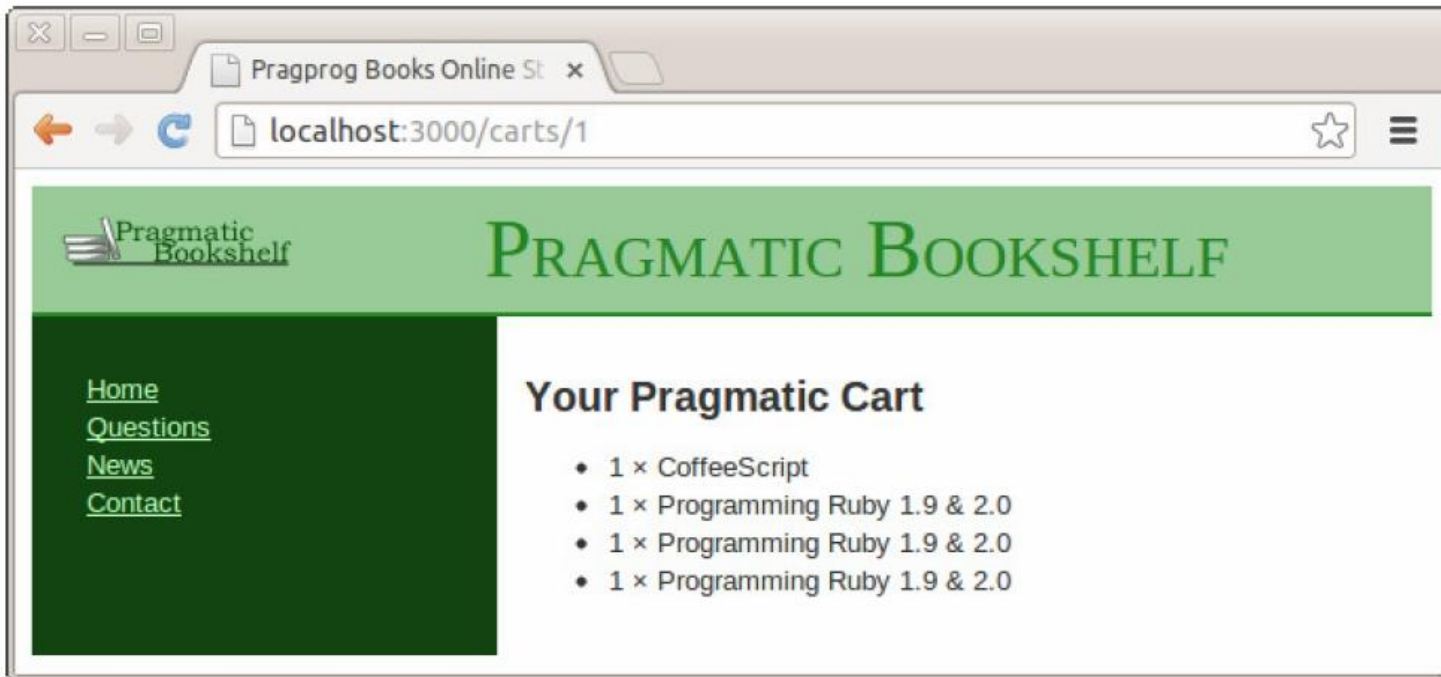 Pragprog Books Online St
localhost:3000/carts/1
Pragmatic
Bookshelf
PRAGMATIC BOOKSHELF
Home
Questions
News
Contact
Your Pragmatic Cart
• 1 × CoffeeScript
• 1 × Programming Ruby 1.9 & 2.0
• 1 × Programming Ruby 1.9 & 2.0
• 1 × Programming Ruby 1.9 & 2.0